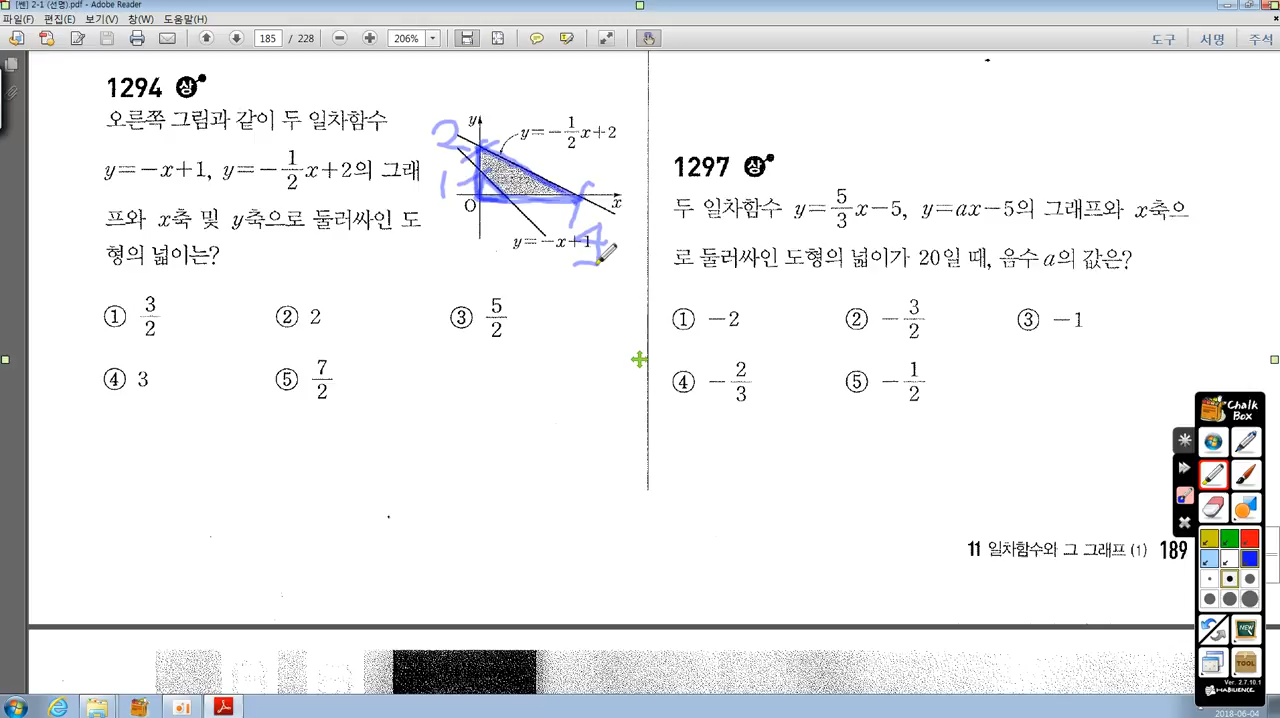 [쎈] 2-1 (선명).pdf - Adobe Reader
파일(F) 편집(E) 보기(V) 창(W) 도움말(H)
185 / 228 206% 도구 서명 주석
1294 상
오른쪽 그림과 같이 두 일차함수
y=-x+1, y=-1/2x+2의 그래
프와 x축 및 y축으로 둘러싸인 도
형의 넓이는?
y
y=-1/2x+2
2
1
O
x
y=-x+1
4
① 3/2 ② 2 ③ 5/2
④ 3 ⑤ 7/2
1297 상
두 일차함수 y=5/3x-5, y=ax-5의 그래프와 x축으
로 둘러싸인 도형의 넓이가 20일 때, 음수 a의 값은?
① -2 ② -3/2 ③ -1
④ -2/3 ⑤ -1/2
11 일차함수와 그 그래프 (1) 189
Chalk
Box
NEW
TOOL
Ver. 2.7.10.1
HABILIENCE
2018-06-04